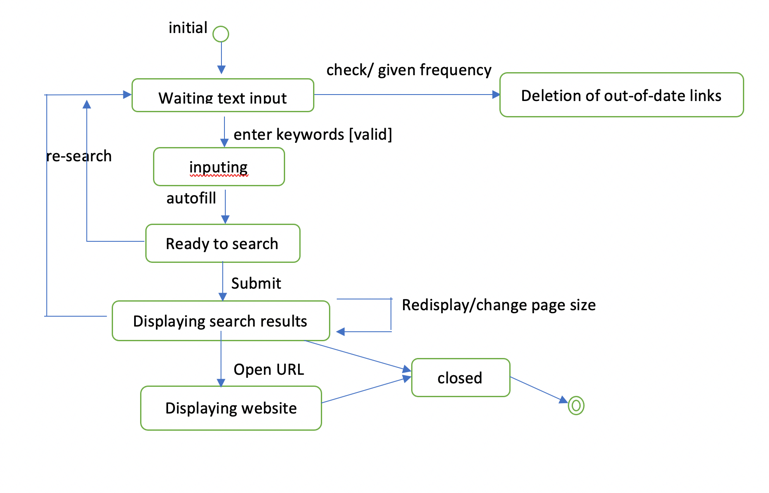 initial
check/ given frequency
Waiting text input
Deletion of out-of-date links
enter keywords [valid]
re-search
inputing
autofill
Ready to search
Submit
Redisplay/change page size
Displaying search results
Open URL
closed
Displaying website